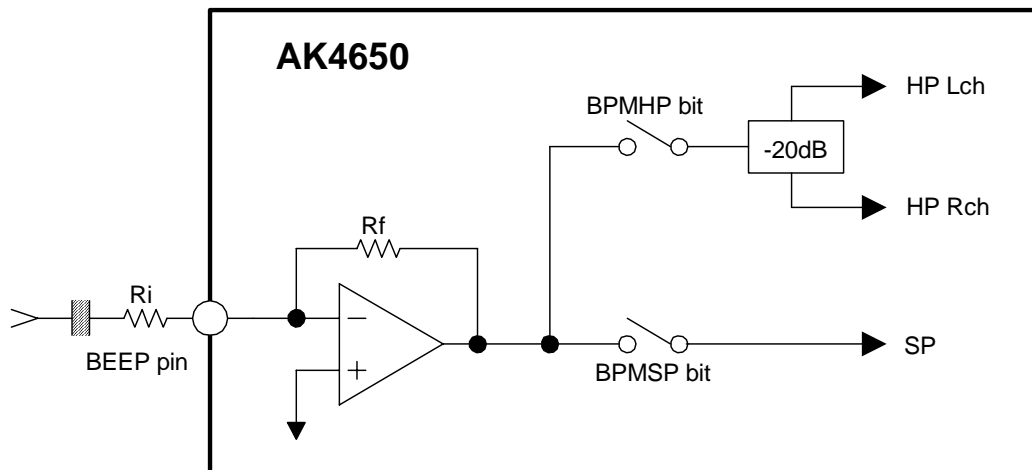 AK4650
HP Lch
BPMHP bit
-20dB
HP Rch
Rf
Ri
BEEP pin
−
+
SP
BPMSP bit